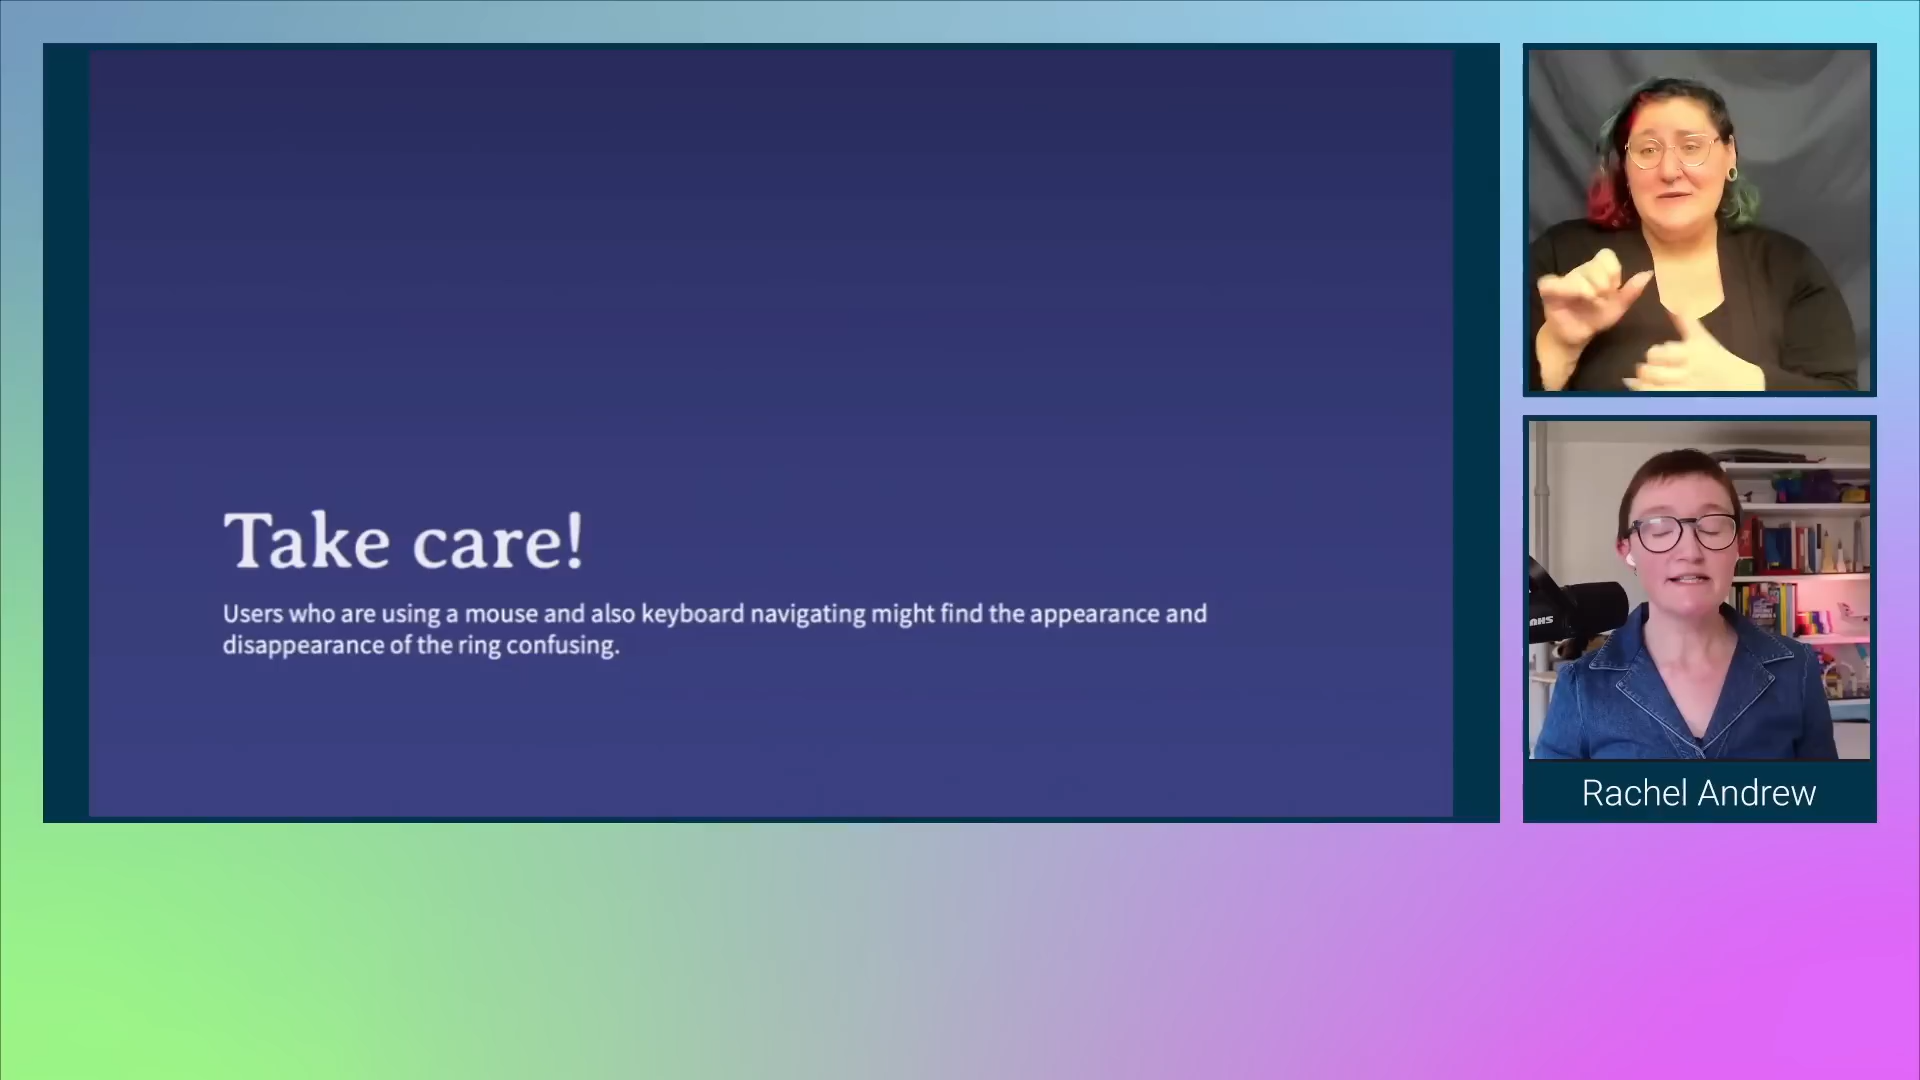 Take care!
Users who are using a mouse and also keyboard navigating might find the appearance and
disappearance of the ring confusing.
Rachel Andrew